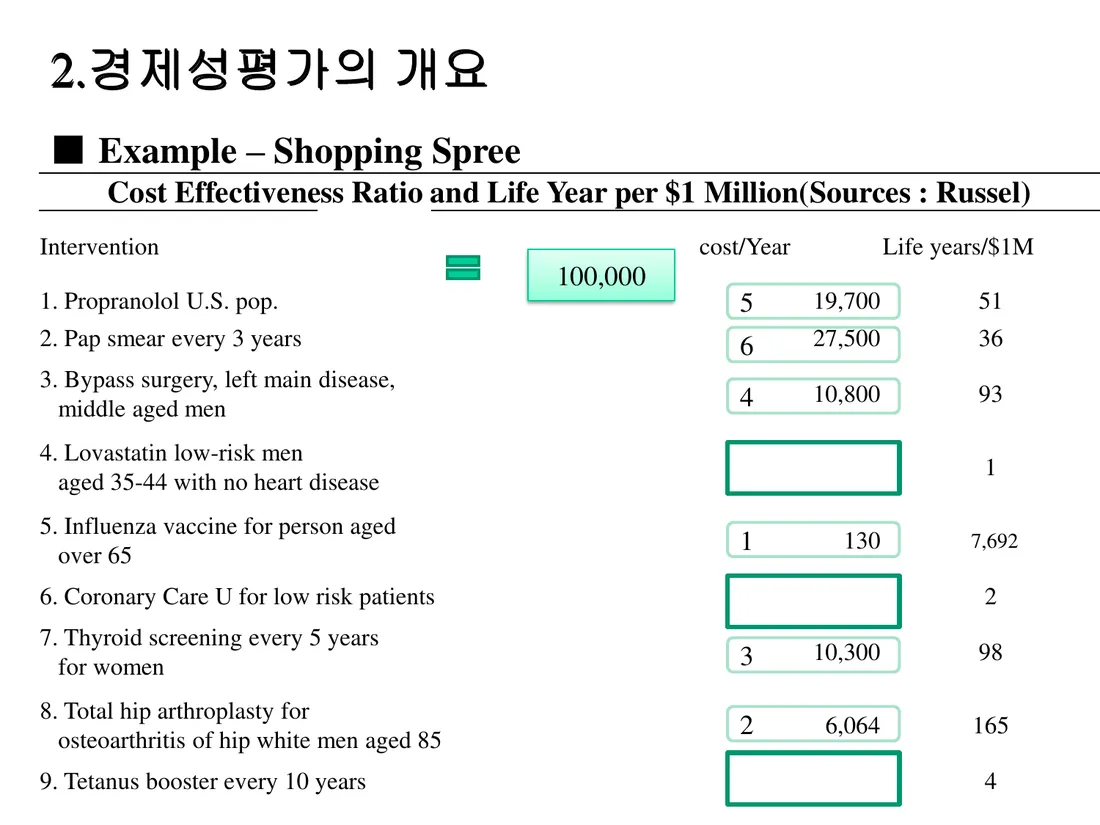 2.경제성평가의 개요
■ Example – Shopping Spree
Cost Effectiveness Ratio and Life Year per $1 Million(Sources : Russel)
Intervention cost/Year Life years/$1M
100,000
1. Propranolol U.S. pop. 5 19,700 51
2. Pap smear every 3 years 6 27,500 36
3. Bypass surgery, left main disease,
middle aged men 4 10,800 93
4. Lovastatin low-risk men
aged 35-44 with no heart disease 1
5. Influenza vaccine for person aged
over 65 1 130 7,692
6. Coronary Care U for low risk patients 2
7. Thyroid screening every 5 years
for women 3 10,300 98
8. Total hip arthroplasty for
osteoarthritis of hip white men aged 85 2 6,064 165
9. Tetanus booster every 10 years 4